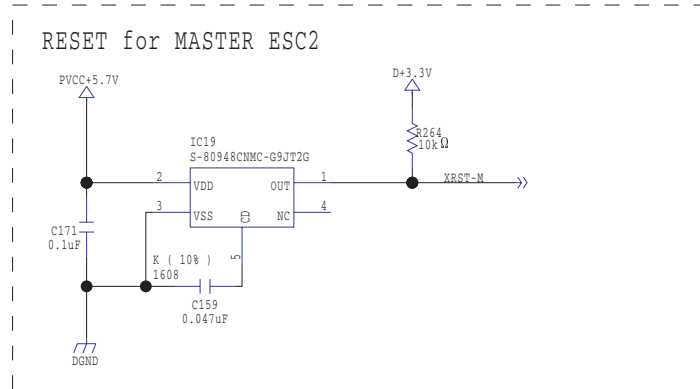 RESET for MASTER ESC2
PVCC+5.7V
D+3.3V
R264
10kΩ
IC19
S-80948CNMC-G9JT2G
2
VDD
OUT
1
XRST-M
3
VSS
CD
NC
4
5
C171
0.1uF
K ( 10% )
1608
C159
0.047uF
DGND